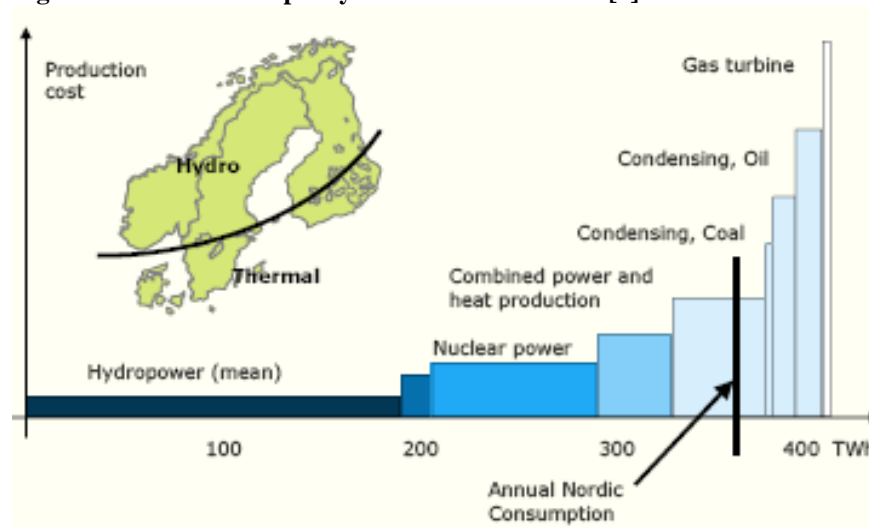 Production
cost
Gas turbine
Hydro
Condensing, Oil
Condensing, Coal
Thermal
Combined power and
heat production
Nuclear power
Hydropower (mean)
100 200 300 400 TWh
Annual Nordic
Consumption